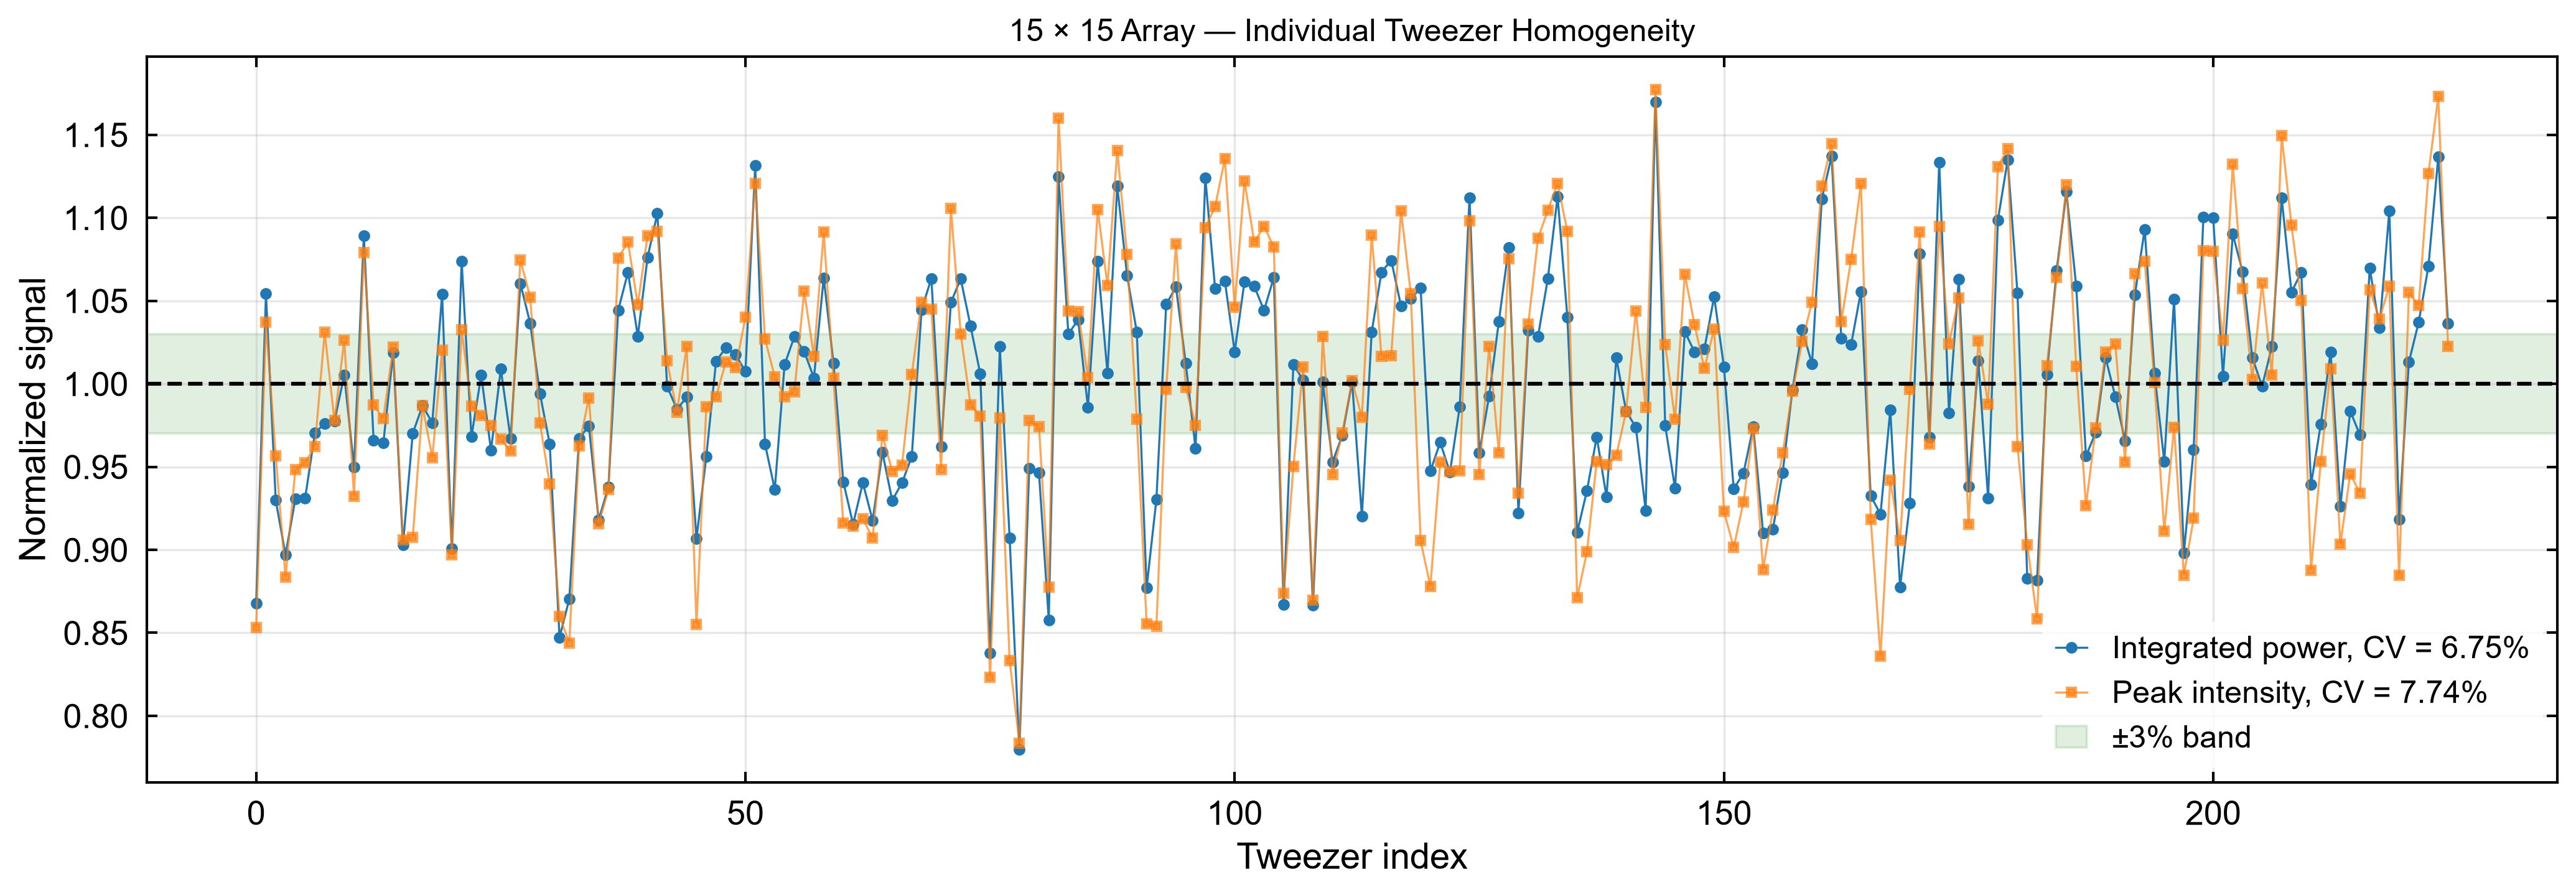 15 × 15 Array — Individual Tweezer Homogeneity
Normalized signal
1.15
1.10
1.05
1.00
0.95
0.90
0.85
0.80
Integrated power, CV = 6.75%
Peak intensity, CV = 7.74%
±3% band
0 50 100 150 200
Tweezer index